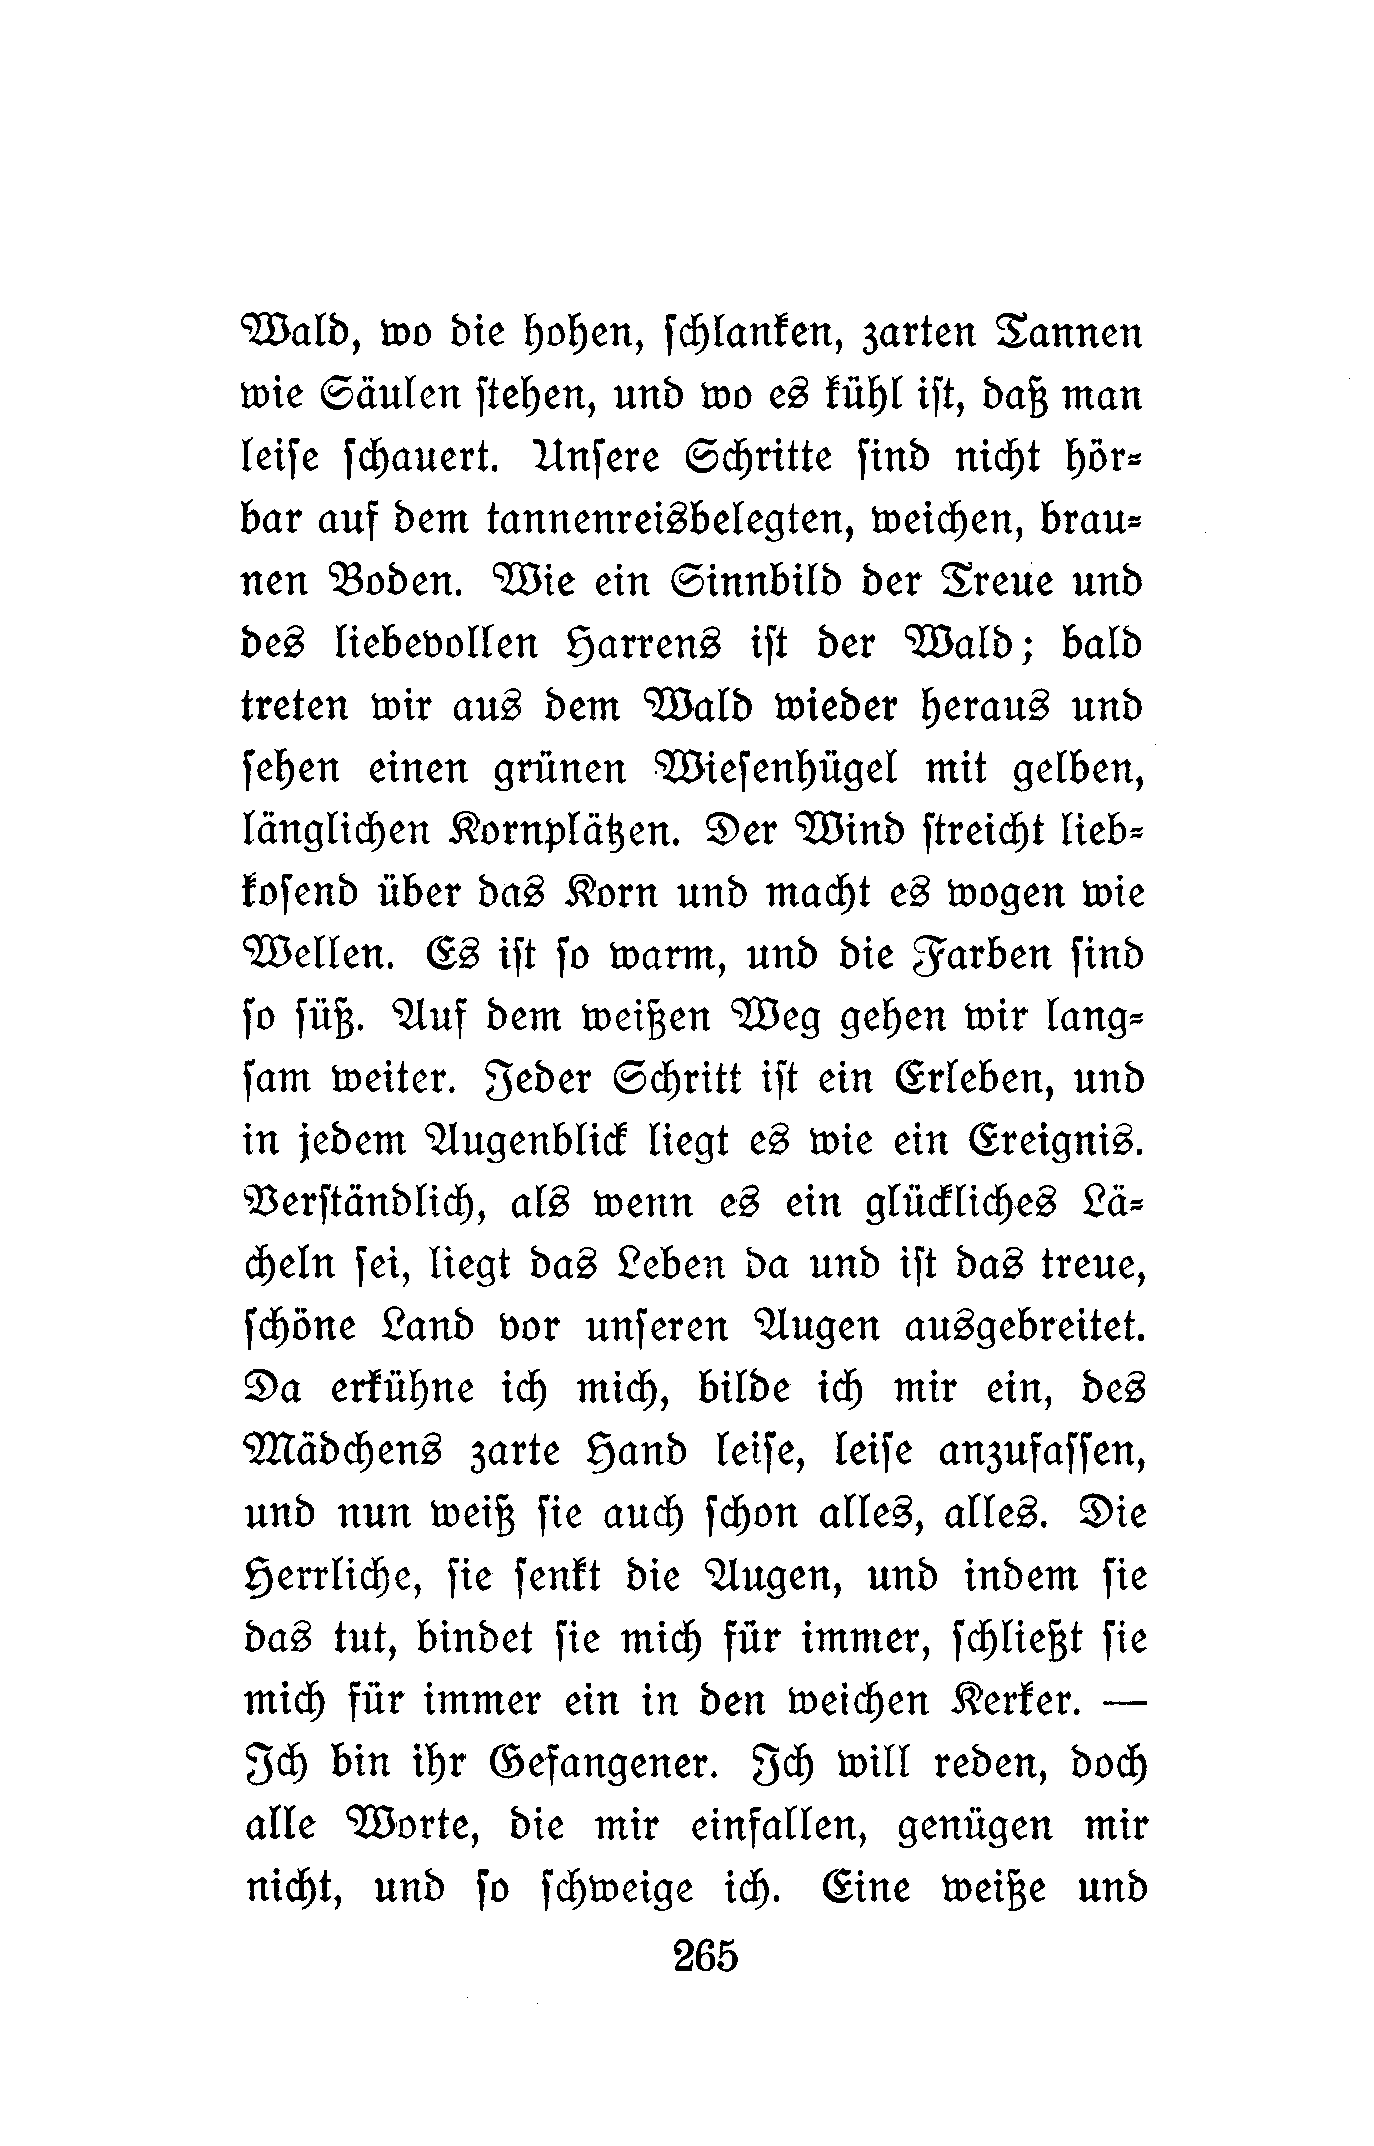 Wald, wo die hohen, ſchlanken, zarten Tannen
wie Säulen ſtehen, und wo es kühl iſt, daß man
leiſe ſchauert. Unſere Schritte ſind nicht hör⸗
bar auf dem tannenreisbelegten, weichen, brau⸗
nen Boden. Wie ein Sinnbild der Treue und
des liebevollen Harrens iſt der Wald; bald
treten wir aus dem Wald wieder heraus und
ſehen einen grünen Wieſenhügel mit gelben,
länglichen Kornplätzen. Der Wind ſtreicht lieb⸗
koſend über das Korn und macht es wogen wie
Wellen. Es iſt ſo warm, und die Farben ſind
ſo ſüß. Auf dem weißen Weg gehen wir lang⸗
ſam weiter. Jeder Schritt iſt ein Erleben, und
in jedem Augenblick liegt es wie ein Ereignis.
Verſtändlich, als wenn es ein glückliches Lä⸗
cheln ſei, liegt das Leben da und iſt das treue,
ſchöne Land vor unſeren Augen ausgebreitet.
Da erkühne ich mich, bilde ich mir ein, des
Mädchens zarte Hand leiſe, leiſe anzufaſſen,
und nun weiß ſie auch ſchon alles, alles. Die
Herrliche, ſie ſenkt die Augen, und indem ſie
das tut, bindet ſie mich für immer, ſchließt ſie
mich für immer ein in den weichen Kerker. —
Ich bin ihr Gefangener. Ich will reden, doch
alle Worte, die mir einfallen, genügen mir
nicht, und ſo ſchweige ich. Eine weiße und
265